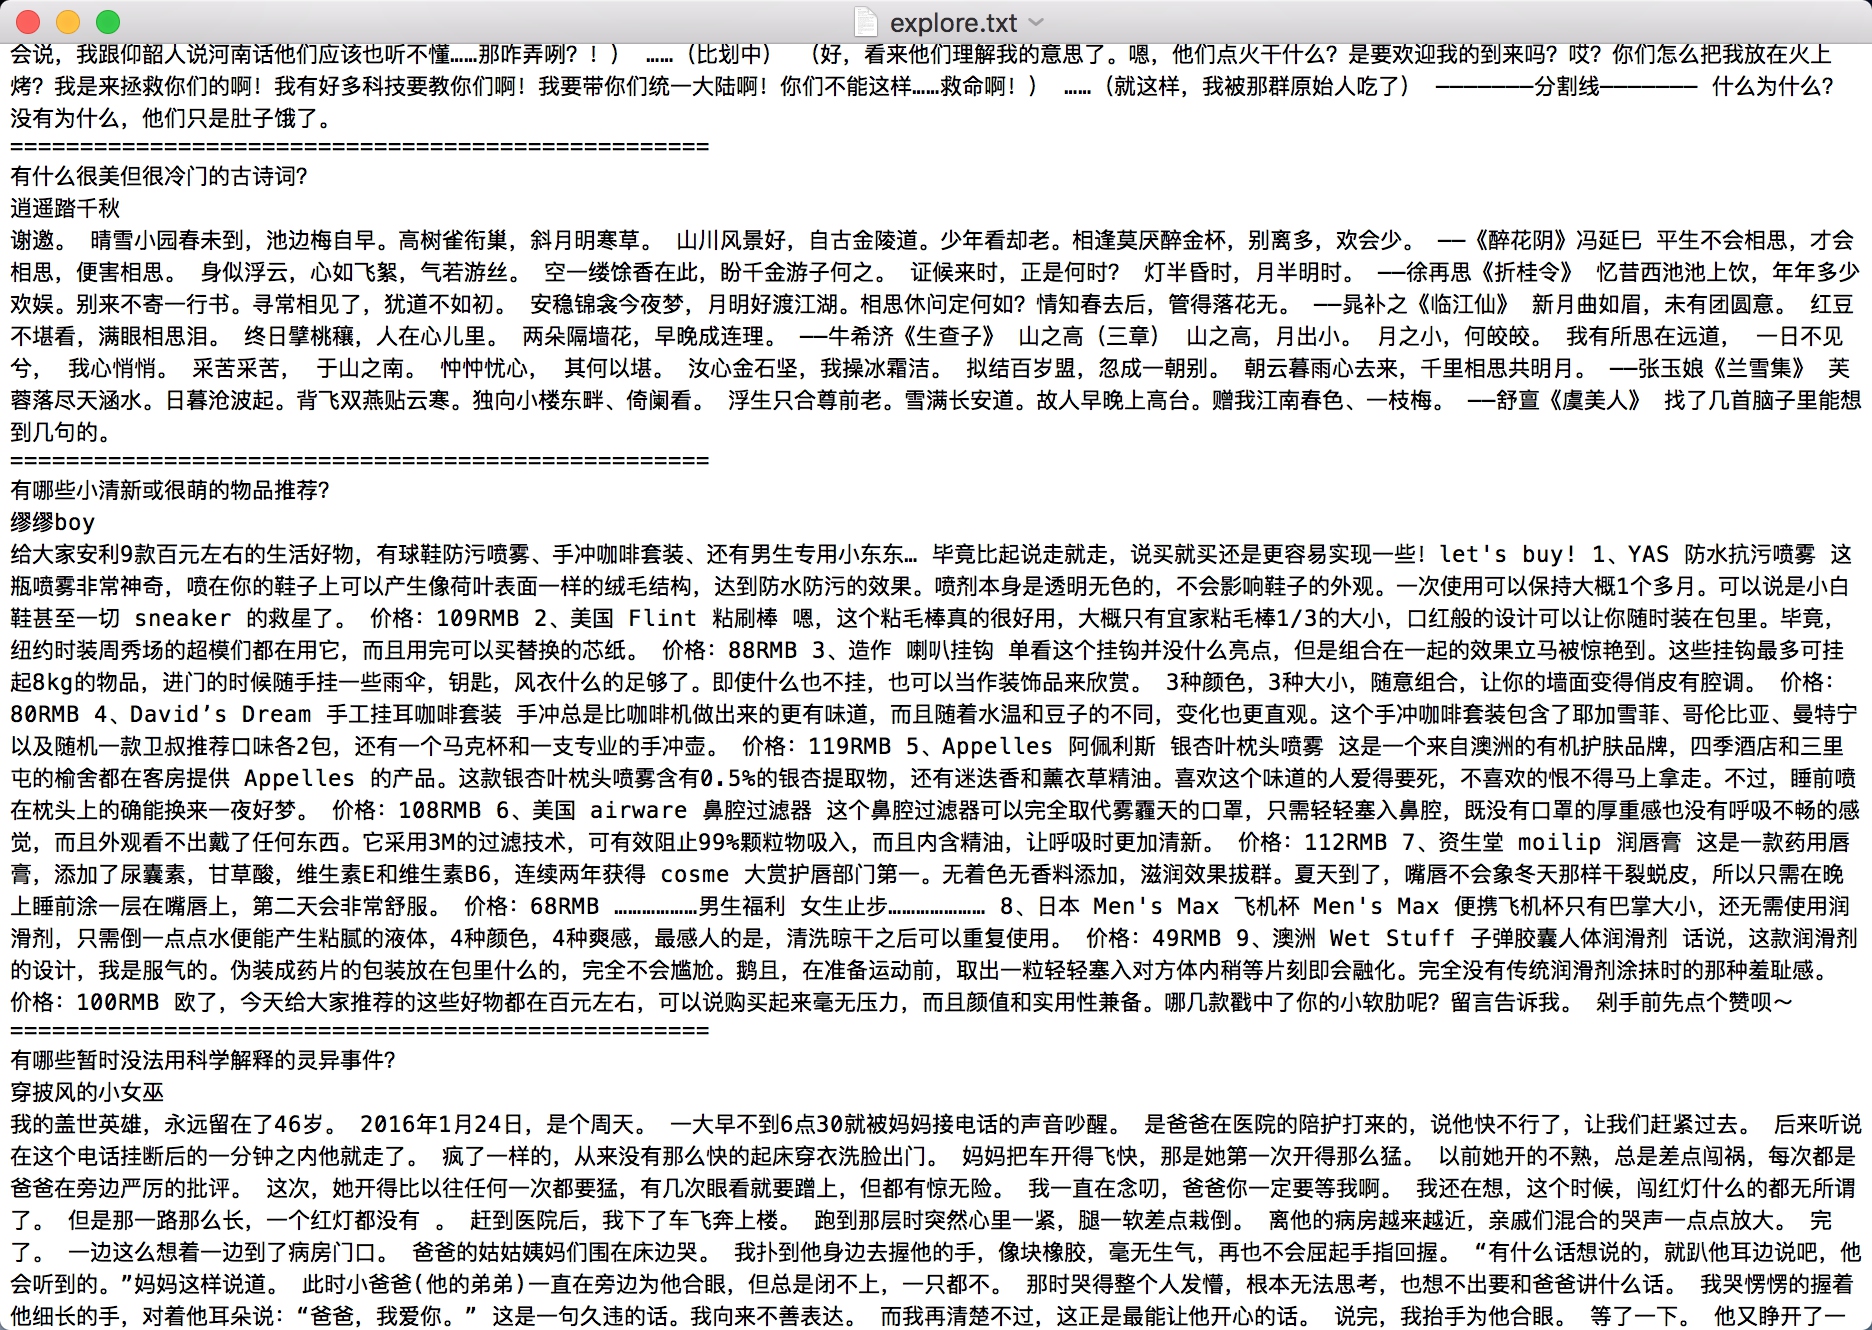 explore.txt
会说，我跟仰韶人说河南话他们应该也听不懂……那咋弄咧？！） ……（比划中） （好，看来他们理解我的意思了。嗯，他们点火干什么？是要欢迎我的到来吗？哎？你们怎么把我放在火上
烤？我是来拯救你们的啊！我有好多科技要教你们啊！我要带你们统一大陆啊！你们不能这样……救命啊！） ……（就这样，我被那群原始人吃了） ———————分割线——————— 什么为什么？
没有为什么，他们只是肚子饿了。
==================================================
有什么很美但很冷门的古诗词？
逍遥踏千秋
谢邀。 晴雪小园春未到，池边梅自早。高树雀衔巢，斜月明寒草。 山川风景好，自古金陵道。少年看却老。相逢莫厌醉金杯，别离多，欢会少。 ——《醉花阴》冯延巳 平生不会相思，才会
相思，便害相思。 身似浮云，心如飞絮，气若游丝。 空一缕馀香在此，盼千金游子何之。 证候来时，正是何时？ 灯半昏时，月半明时。 ——徐再思《折桂令》 忆昔西池池上饮，年年多少
欢娱。别来不寄一行书。寻常相见了，犹道不如初。 安稳锦衾今夜梦，月明好渡江湖。相思休问定何如？情知春去后，管得落花无。 ——晁补之《临江仙》 新月曲如眉，未有团圆意。 红豆
不堪看，满眼相思泪。 终日擘桃穰，人在心儿里。 两朵隔墙花，早晚成连理。 ——牛希济《生查子》 山之高（三章） 山之高，月出小。 月之小，何皎皎。 我有所思在远道， 一日不见
兮， 我心悄悄。 采苦采苦， 于山之南。 忡忡忧心， 其何以堪。 汝心金石坚，我操冰霜洁。 拟结百岁盟，忽成一朝别。 朝云暮雨心去来，千里相思共明月。 ——张玉娘《兰雪集》 芙
蓉落尽天涵水。日暮沧波起。背飞双燕贴云寒。独向小楼东畔、倚阑看。 浮生只合尊前老。雪满长安道。故人早晚上高台。赠我江南春色、一枝梅。 ——舒亶《虞美人》 找了几首脑子里能想
到几句的。
==================================================
有哪些小清新或很萌的物品推荐？
缪缪boy
给大家安利9款百元左右的生活好物，有球鞋防污喷雾、手冲咖啡套装、还有男生专用小东东… 毕竟比起说走就走，说买就买还是更容易实现一些！let's buy! 1、YAS 防水抗污喷雾 这
瓶喷雾非常神奇，喷在你的鞋子上可以产生像荷叶表面一样的绒毛结构，达到防水防污的效果。喷剂本身是透明无色的，不会影响鞋子的外观。一次使用可以保持大概1个多月。可以说是小白
鞋甚至一切 sneaker 的救星了。 价格：109RMB 2、美国 Flint 粘刷棒 嗯，这个粘毛棒真的很好用，大概只有宜家粘毛棒1/3的大小，口红般的设计可以让你随时装在包里。毕竟，
纽约时装周秀场的超模们都在用它，而且用完可以买替换的芯纸。 价格：88RMB 3、造作 喇叭挂钩 单看这个挂钩并没什么亮点，但是组合在一起的效果立马被惊艳到。这些挂钩最多可挂
起8kg的物品，进门的时候随手挂一些雨伞，钥匙，风衣什么的足够了。即使什么也不挂，也可以当作装饰品来欣赏。 3种颜色，3种大小，随意组合，让你的墙面变得俏皮有腔调。 价格：
80RMB 4、David’s Dream 手工挂耳咖啡套装 手冲总是比咖啡机做出来的更有味道，而且随着水温和豆子的不同，变化也更直观。这个手冲咖啡套装包含了耶加雪菲、哥伦比亚、曼特宁
以及随机一款卫叔推荐口味各2包，还有一个马克杯和一支专业的手冲壶。 价格：119RMB 5、Appelles 阿佩利斯 银杏叶枕头喷雾 这是一个来自澳洲的有机护肤品牌，四季酒店和三里
屯的榆舍都在客房提供 Appelles 的产品。这款银杏叶枕头喷雾含有0.5%的银杏提取物，还有迷迭香和薰衣草精油。喜欢这个味道的人爱得要死，不喜欢的恨不得马上拿走。不过，睡前喷
在枕头上的确能换来一夜好梦。 价格：108RMB 6、美国 airware 鼻腔过滤器 这个鼻腔过滤器可以完全取代雾霾天的口罩，只需轻轻塞入鼻腔，既没有口罩的厚重感也没有呼吸不畅的感
觉，而且外观看不出戴了任何东西。它采用3M的过滤技术，可有效阻止99%颗粒物吸入，而且内含精油，让呼吸时更加清新。 价格：112RMB 7、资生堂 moilip 润唇膏 这是一款药用唇
膏，添加了尿囊素，甘草酸，维生素E和维生素B6，连续两年获得 cosme 大赏护唇部门第一。无着色无香料添加，滋润效果拔群。夏天到了，嘴唇不会象冬天那样干裂蜕皮，所以只需在晚
上睡前涂一层在嘴唇上，第二天会非常舒服。 价格：68RMB ………………男生福利 女生止步………………… 8、日本 Men's Max 飞机杯 Men's Max 便携飞机杯只有巴掌大小，还无需使用润
滑剂，只需倒一点点水便能产生粘腻的液体，4种颜色，4种爽感，最感人的是，清洗晾干之后可以重复使用。 价格：49RMB 9、澳洲 Wet Stuff 子弹胶囊人体润滑剂 话说，这款润滑剂
的设计，我是服气的。伪装成药片的包装放在包里什么的，完全不会尴尬。鹅且，在准备运动前，取出一粒轻轻塞入对方体内稍等片刻即会融化。完全没有传统润滑剂涂抹时的那种羞耻感。
价格：100RMB 欧了，今天给大家推荐的这些好物都在百元左右，可以说购买起来毫无压力，而且颜值和实用性兼备。哪几款戳中了你的小软肋呢？留言告诉我。 剁手前先点个赞呗～
==================================================
有哪些暂时没法用科学解释的灵异事件？
穿披风的小女巫
我的盖世英雄，永远留在了46岁。 2016年1月24日，是个周天。 一大早不到6点30就被妈妈接电话的声音吵醒。 是爸爸在医院的陪护打来的，说他快不行了，让我们赶紧过去。 后来听说
在这个电话挂断后的一分钟之内他就走了。 疯了一样的，从来没有那么快的起床穿衣洗脸出门。 妈妈把车开得飞快，那是她第一次开得那么猛。 以前她开的不熟，总是差点闯祸，每次都是
爸爸在旁边严厉的批评。 这次，她开得比以往任何一次都要猛，有几次眼看就要蹭上，但都有惊无险。 我一直在念叨，爸爸你一定要等我啊。 我还在想，这个时候，闯红灯什么的都无所谓
了。 但是那一路那么长，一个红灯都没有 。 赶到医院后，我下了车飞奔上楼。 跑到那层时突然心里一紧，腿一软差点栽倒。 离他的病房越来越近，亲戚们混合的哭声一点点放大。 完
了。 一边这么想着一边到了病房门口。 爸爸的姑姑姨妈们围在床边哭。 我扑到他身边去握他的手，像块橡胶，毫无生气，再也不会屈起手指回握。 “有什么话想说的，就趴他耳边说吧，他
会听到的。”妈妈这样说道。 此时小爸爸(他的弟弟)一直在旁边为他合眼，但总是闭不上，一只都不。 那时哭得整个人发懵，根本无法思考，也想不出要和爸爸讲什么话。 我哭愣愣的握着
他细长的手，对着他耳朵说：“爸爸，我爱你。” 这是一句久违的话。我向来不善表达。 而我再清楚不过，这正是最能让他开心的话。 说完，我抬手为他合眼。 等了一下。 他又睁开了一